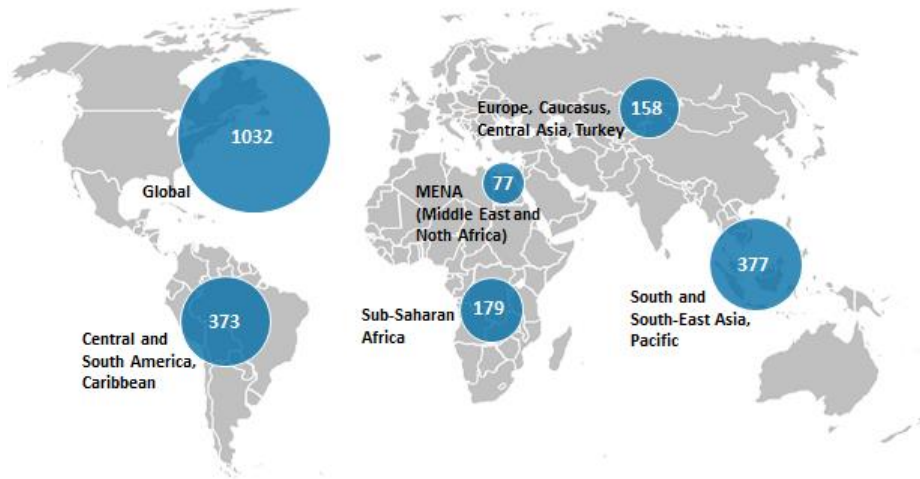 1032
Global
Europe, Caucasus,
Central Asia, Turkey
158
MENA
(Middle East and
Noth Africa)
77
377
South and
South-East Asia,
Pacific
373
Central and
South America,
Caribbean
Sub-Saharan
Africa
179